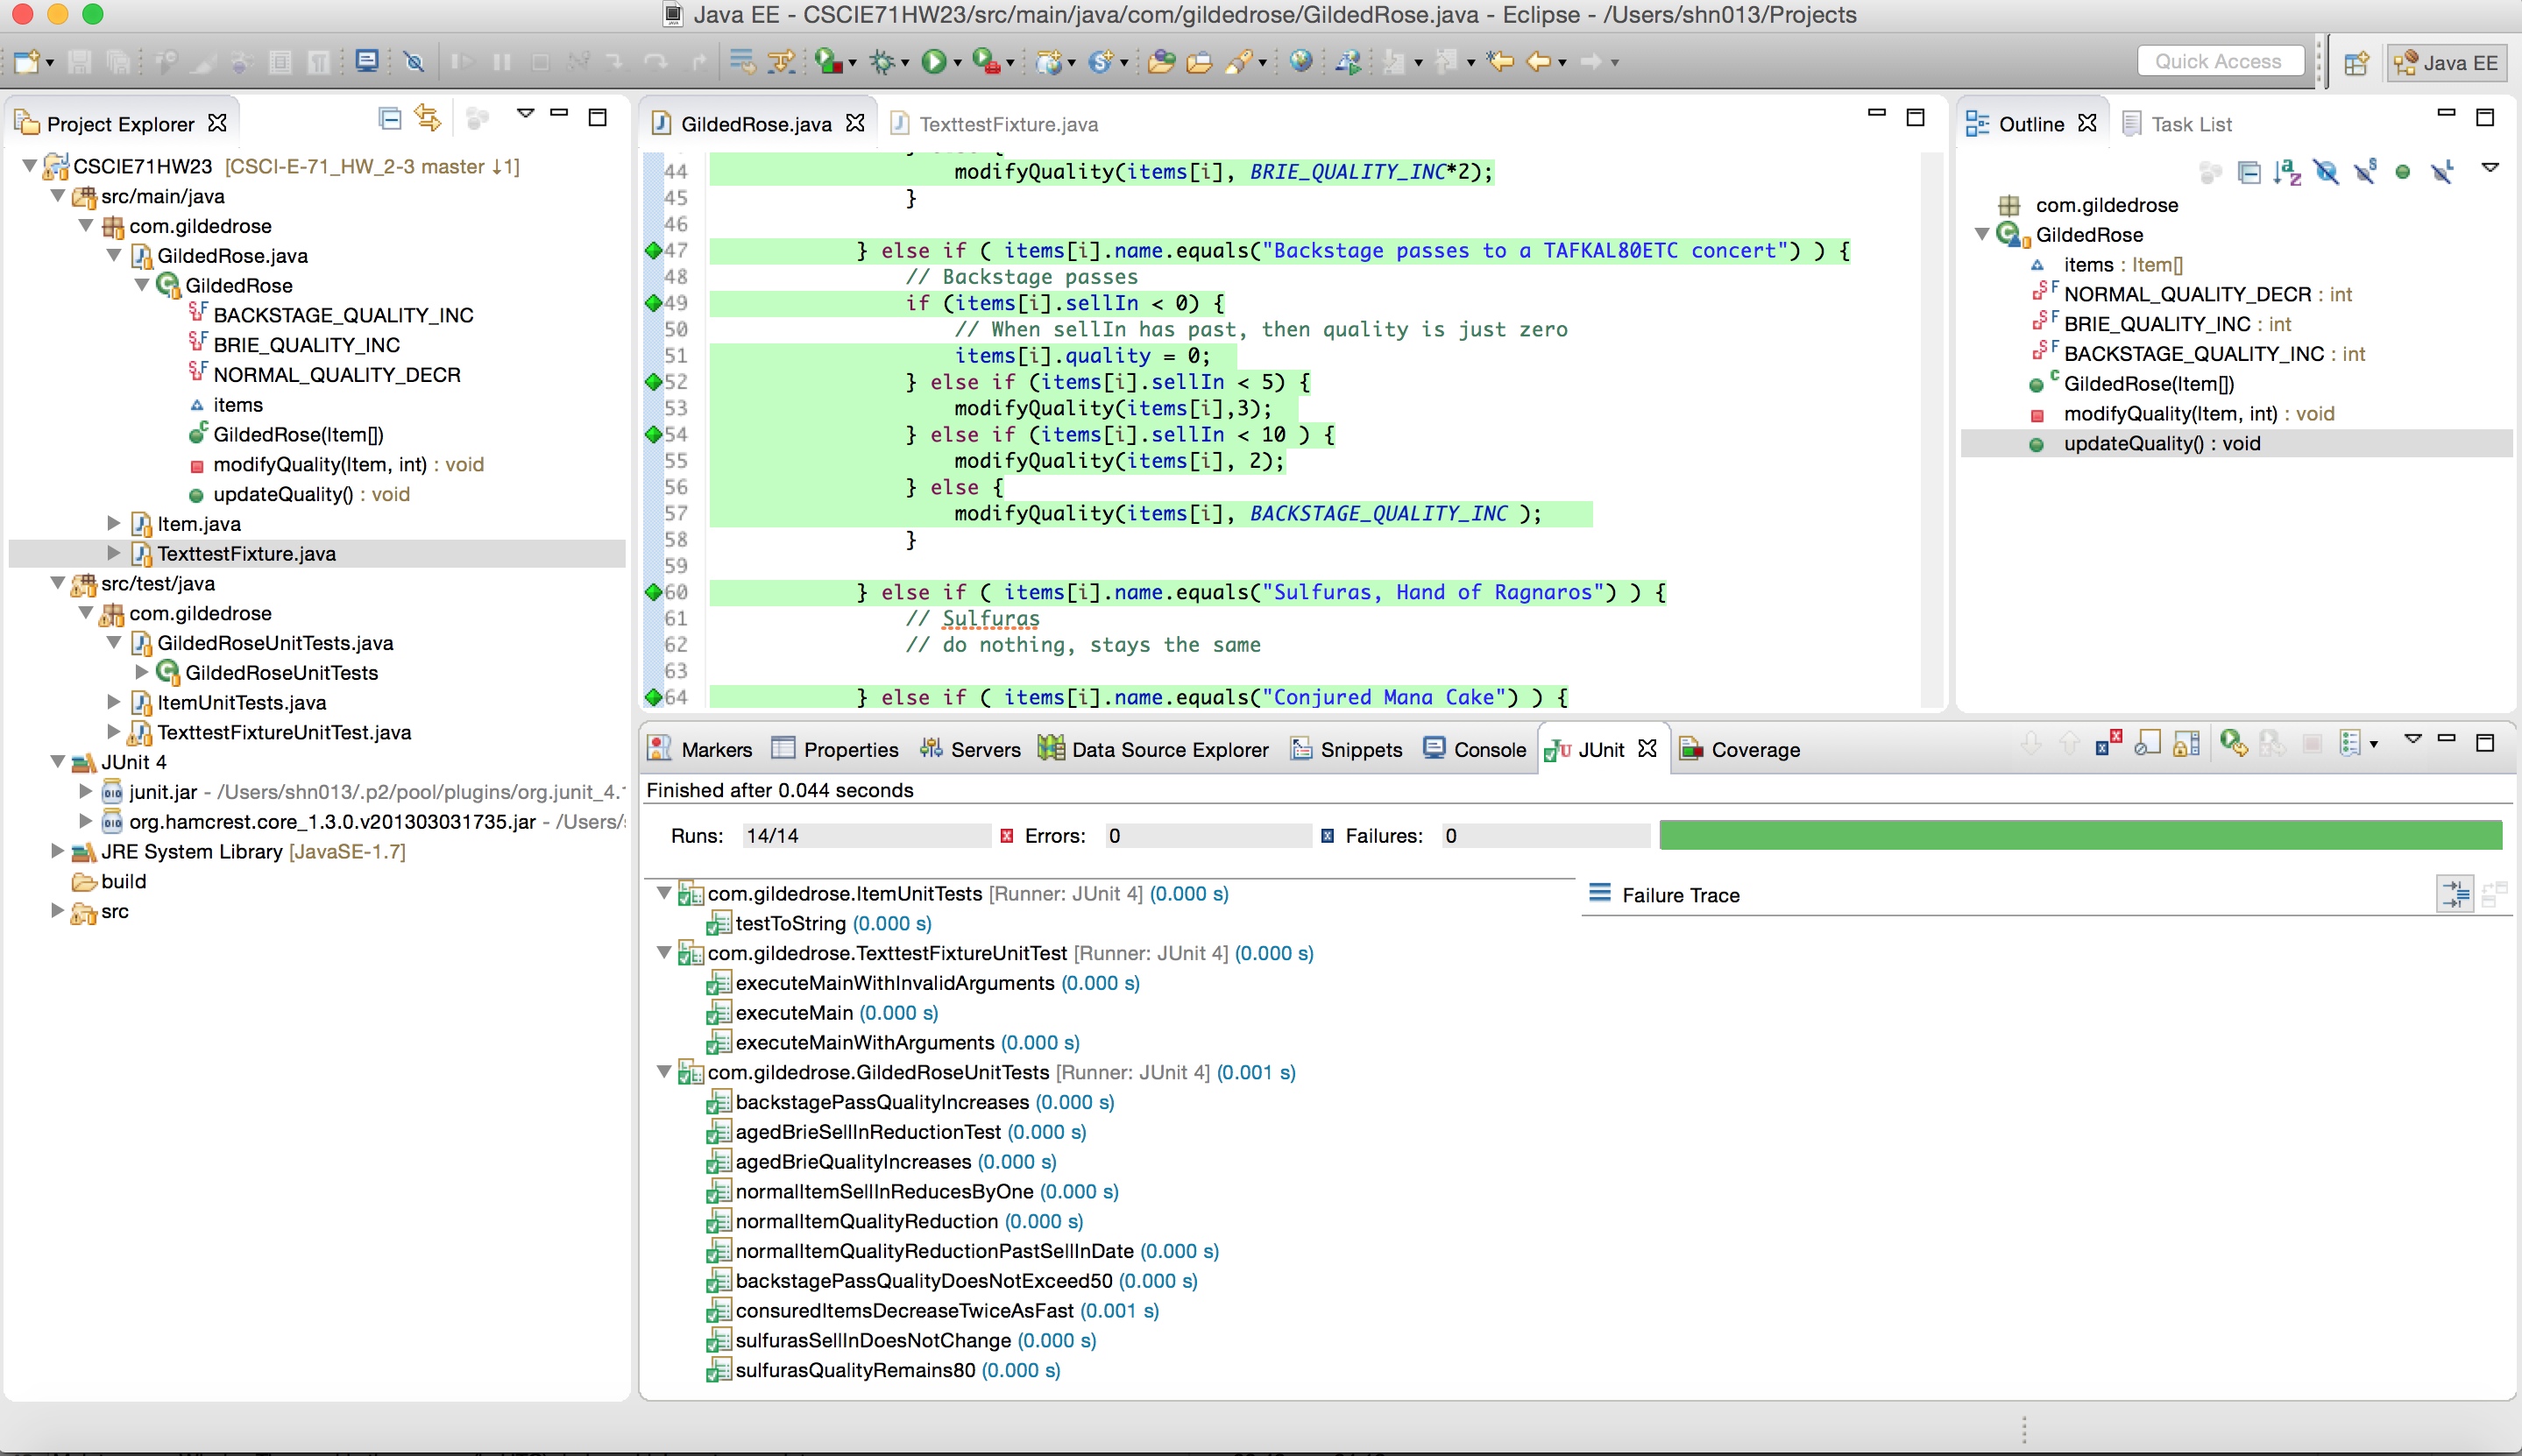 Java EE - CSCIE71HW23/src/main/java/com/gildedrose/GildedRose.java - Eclipse - /Users/shn013/Projects
Quick Access
Java EE
Project Explorer
CSCIE71HW23 [CSCI-E-71_HW_2-3 master ↓1]
src/main/java
com.gildedrose
GildedRose.java
GildedRose
BACKSTAGE_QUALITY_INC
BRIE_QUALITY_INC
NORMAL_QUALITY_DECR
items
GildedRose(Item[])
modifyQuality(Item, int) : void
updateQuality() : void
Item.java
TexttestFixture.java
src/test/java
com.gildedrose
GildedRoseUnitTests.java
GildedRoseUnitTests
ItemUnitTests.java
TexttestFixtureUnitTest.java
JUnit 4
junit.jar - /Users/shn013/.p2/pool/plugins/org.junit_4.
org.hamcrest.core_1.3.0.v201303031735.jar - /Users/
JRE System Library [JavaSE-1.7]
build
src
GildedRose.java TexttestFixture.java
44 modifyQuality(items[i], BRIE_QUALITY_INC*2);
45 }
46
47 } else if ( items[i].name.equals("Backstage passes to a TAFKAL80ETC concert") ) {
48 // Backstage passes
49 if (items[i].sellIn < 0) {
50 // When sellIn has past, then quality is just zero
51 items[i].quality = 0;
52 } else if (items[i].sellIn < 5) {
53 modifyQuality(items[i],3);
54 } else if (items[i].sellIn < 10 ) {
55 modifyQuality(items[i], 2);
56 } else {
57 modifyQuality(items[i], BACKSTAGE_QUALITY_INC );
58 }
59
60 } else if ( items[i].name.equals("Sulfuras, Hand of Ragnaros") ) {
61 // Sulfuras
62 // do nothing, stays the same
63
64 } else if ( items[i].name.equals("Conjured Mana Cake") ) {
Outline Task List
com.gildedrose
GildedRose
items : Item[]
NORMAL_QUALITY_DECR : int
BRIE_QUALITY_INC : int
BACKSTAGE_QUALITY_INC : int
GildedRose(Item[])
modifyQuality(Item, int) : void
updateQuality() : void
Markers Properties Servers Data Source Explorer Snippets Console JUnit Coverage
Finished after 0.044 seconds
Runs: 14/14 Errors: 0 Failures: 0
com.gildedrose.ItemUnitTests [Runner: JUnit 4] (0.000 s)
testToString (0.000 s)
com.gildedrose.TexttestFixtureUnitTest [Runner: JUnit 4] (0.000 s)
executeMainWithInvalidArguments (0.000 s)
executeMain (0.000 s)
executeMainWithArguments (0.000 s)
com.gildedrose.GildedRoseUnitTests [Runner: JUnit 4] (0.001 s)
backstagePassQualityIncreases (0.000 s)
agedBrieSellInReductionTest (0.000 s)
agedBrieQualityIncreases (0.000 s)
normalItemSellInReducesByOne (0.000 s)
normalItemQualityReduction (0.000 s)
normalItemQualityReductionPastSellInDate (0.000 s)
backstagePassQualityDoesNotExceed50 (0.000 s)
consuredItemsDecreaseTwiceAsFast (0.001 s)
sulfurasSellInDoesNotChange (0.000 s)
sulfurasQualityRemains80 (0.000 s)
Failure Trace